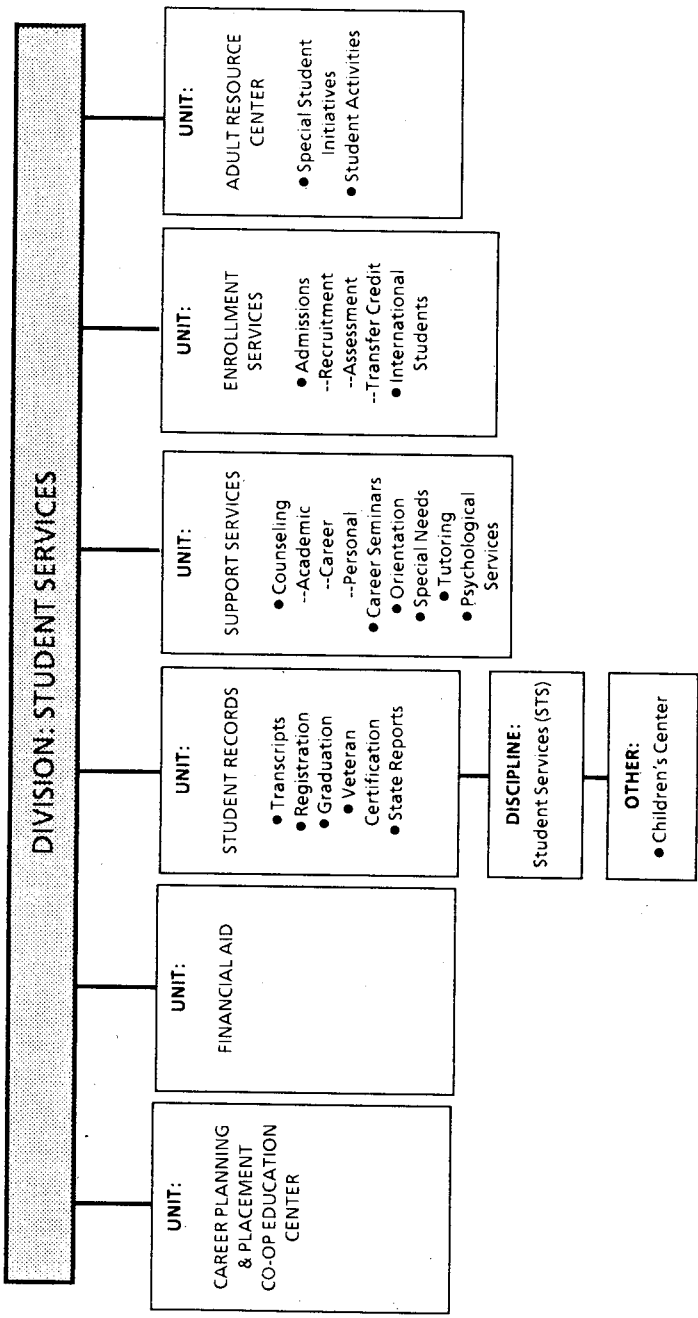 DIVISION: STUDENT SERVICES
UNIT:
CAREER PLANNING
& PLACEMENT
CO-OP EDUCATION
CENTER
UNIT:
FINANCIAL AID
UNIT:
STUDENT RECORDS
● Transcripts
● Registration
● Graduation
● Veteran
Certification
● State Reports
DISCIPLINE:
Student Services (STS)
OTHER:
● Children's Center
UNIT:
SUPPORT SERVICES
● Counseling
--Academic
--Career
--Personal
● Career Seminars
● Orientation
● Special Needs
● Tutoring
● Psychological
Services
UNIT:
ENROLLMENT
SERVICES
● Admissions
--Recruitment
--Assessment
--Transfer Credit
● International
Students
UNIT:
ADULT RESOURCE
CENTER
● Special Student
Initiatives
● Student Activities